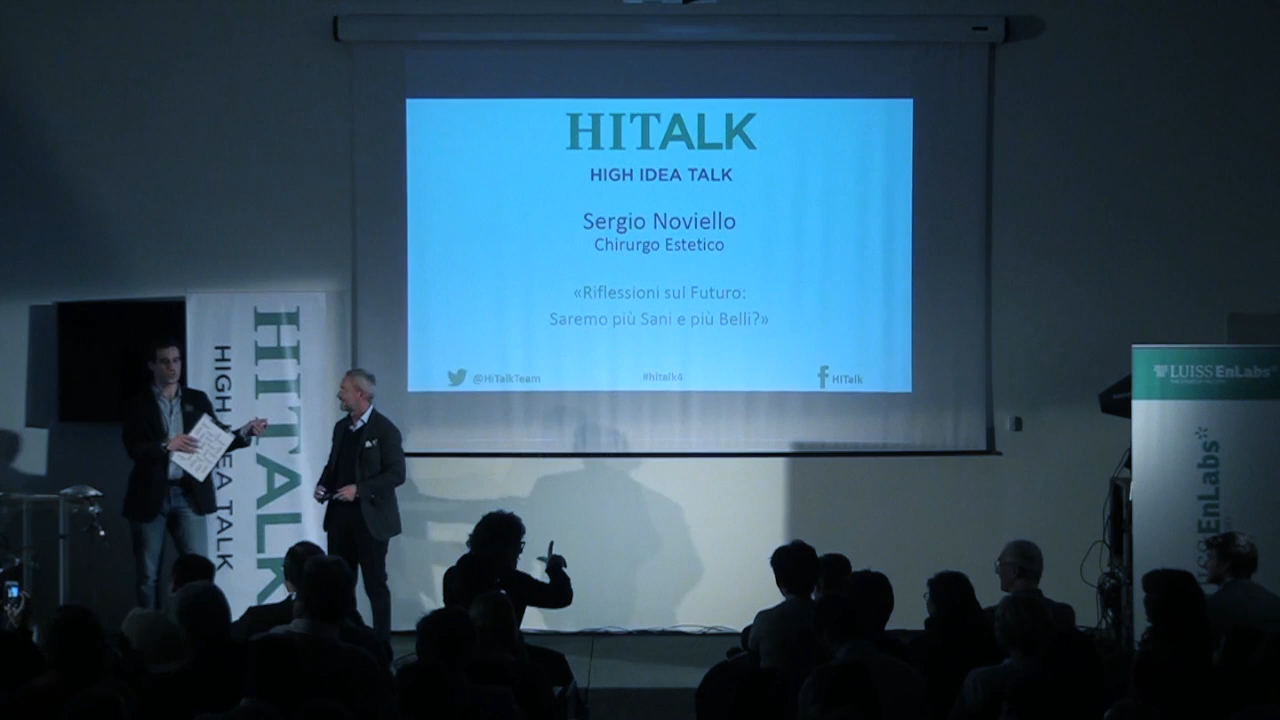 HITALK
HIGH IDEA TALK
Sergio Noviello
Chirurgo Estetico
«Riflessioni sul Futuro:
Saremo più Sani e più Belli?»
@HiTalkTeam
#hitalk4
HITalk
HITALK
HIGH IDEA TALK
LUISS EnLabs
EnLabs